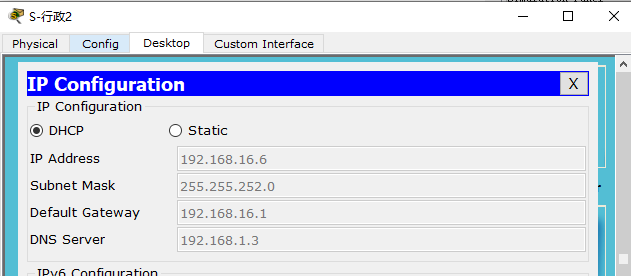 S-行政2
Physical Config Desktop Custom Interface
IP Configuration X
IP Configuration
DHCP Static
IP Address 192.168.16.6
Subnet Mask 255.255.252.0
Default Gateway 192.168.16.1
DNS Server 192.168.1.3
IPv6 Configuration